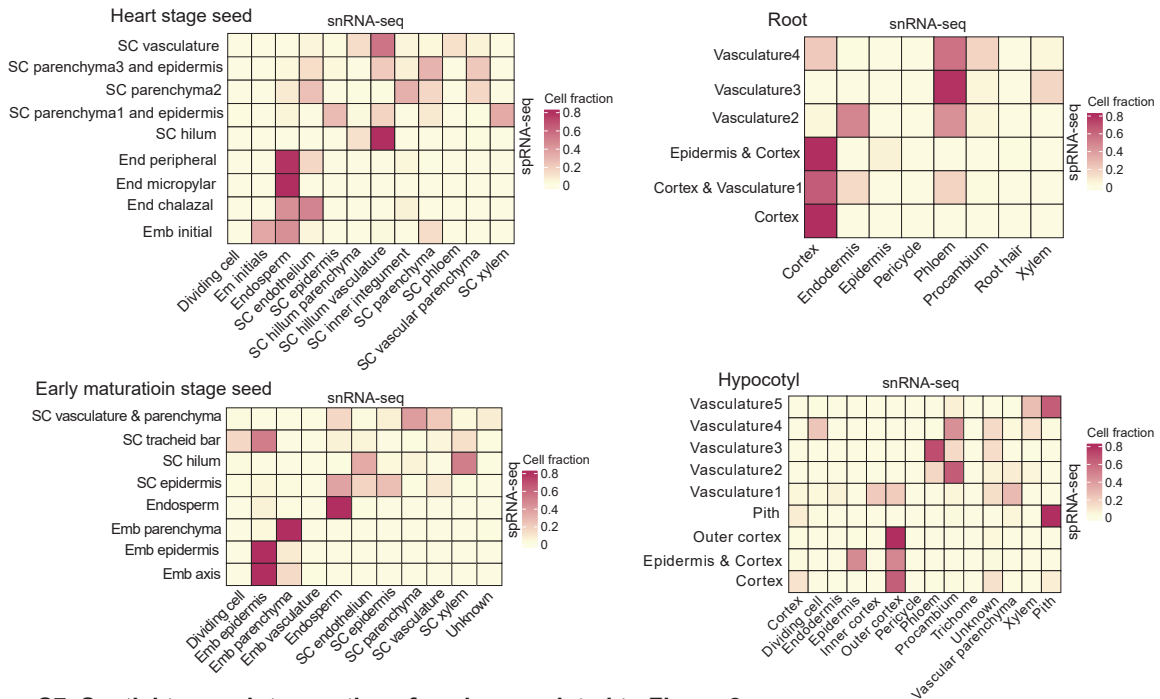 Heart stage seed
snRNA-seq
SC vasculature
SC parenchyma3 and epidermis
SC parenchyma2
SC parenchyma1 and epidermis
SC hilum
End peripheral
End micropylar
End chalazal
Emb initial
Dividing cell
Em initials
Endosperm
SC endothelium
SC epidermis
SC hillum parenchyma
SC hillum vasculature
SC inner integument
SC parenchyma
SC phloem
SC vascular parenchyma
SC xylem
spRNA-seq
Cell fraction
0.8
0.6
0.4
0.2
0
Root
snRNA-seq
Vasculature4
Vasculature3
Vasculature2
Epidermis & Cortex
Cortex & Vasculature1
Cortex
Cortex
Endodermis
Epidermis
Pericycle
Phloem
Procambium
Root hair
Xylem
spRNA-seq
Cell fraction
0.8
0.6
0.4
0.2
0
Early maturatioin stage seed
snRNA-seq
SC vasculature & parenchyma
SC tracheid bar
SC hilum
SC epidermis
Endosperm
Emb parenchyma
Emb epidermis
Emb axis
Dividing cell
Emb epidermis
Emb parenchyma
Emb vasculature
Endosperm
SC endothelium
SC epidermis
SC parenchyma
SC vasculature
SC xylem
Unknown
spRNA-seq
Cell fraction
0.8
0.6
0.4
0.2
0
Hypocotyl
snRNA-seq
Vasculature5
Vasculature4
Vasculature3
Vasculature2
Vasculature1
Pith
Outer cortex
Epidermis & Cortex
Cortex
Cortex
Dividing cell
Endodermis
Epidermis
Inner cortex
Outer cortex
Pericycle
Phloem
Procambium
Trichome
Unknown
Vascular parenchyma
Xylem
Pith
spRNA-seq
Cell fraction
0.8
0.6
0.4
0.2
0